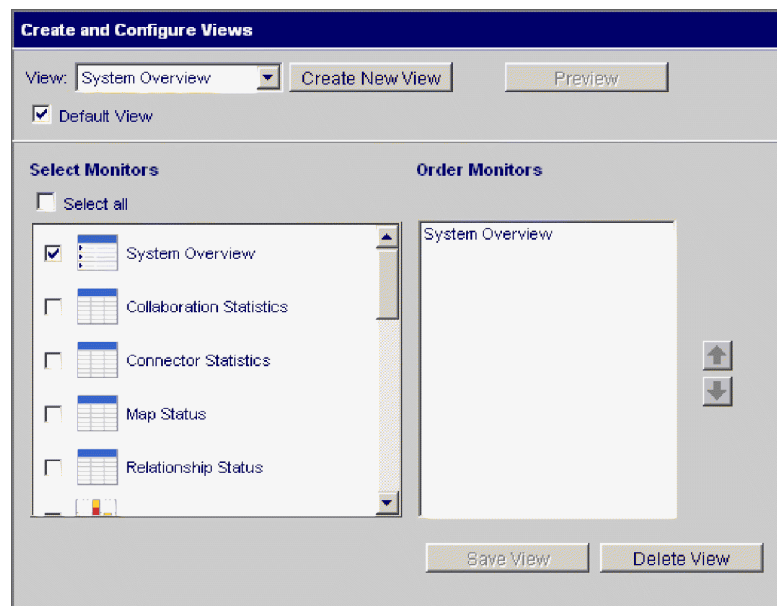 Create and Configure Views
View: System Overview Create New View Preview
Default View
Select Monitors Order Monitors
Select all
System Overview System Overview
Collaboration Statistics
Connector Statistics
Map Status
Relationship Status
Save View Delete View